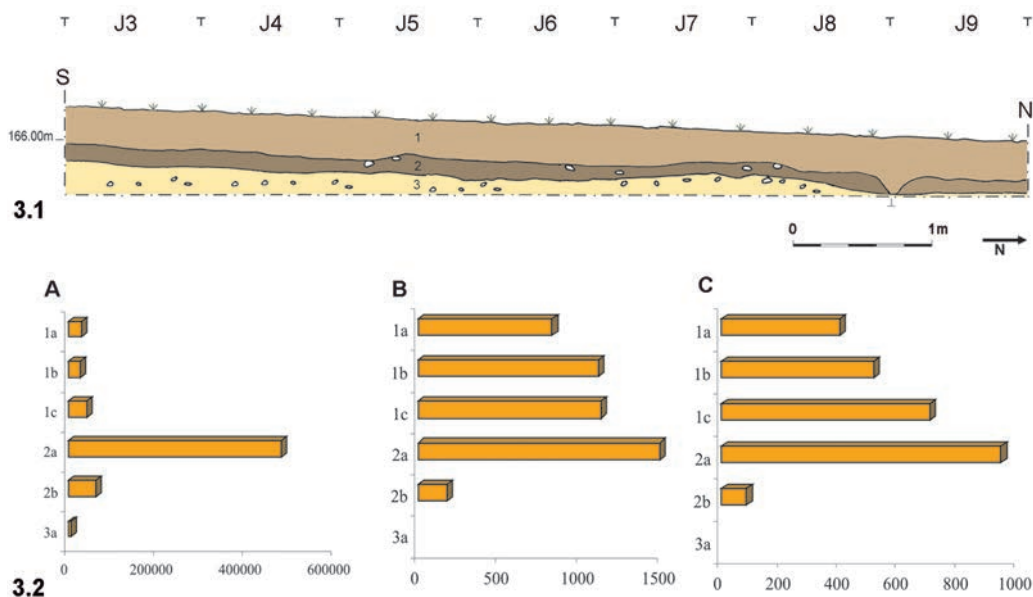 J3 J4 J5 J6 J7 J8 J9
S N
166.00m
1
2
3
3.1
0 1m
N
A
1a
1b
1c
2a
2b
3a
0 200000 400000 600000
B
1a
1b
1c
2a
2b
3a
0 500 1000 1500
C
1a
1b
1c
2a
2b
3a
0 200 400 600 800 1000
3.2